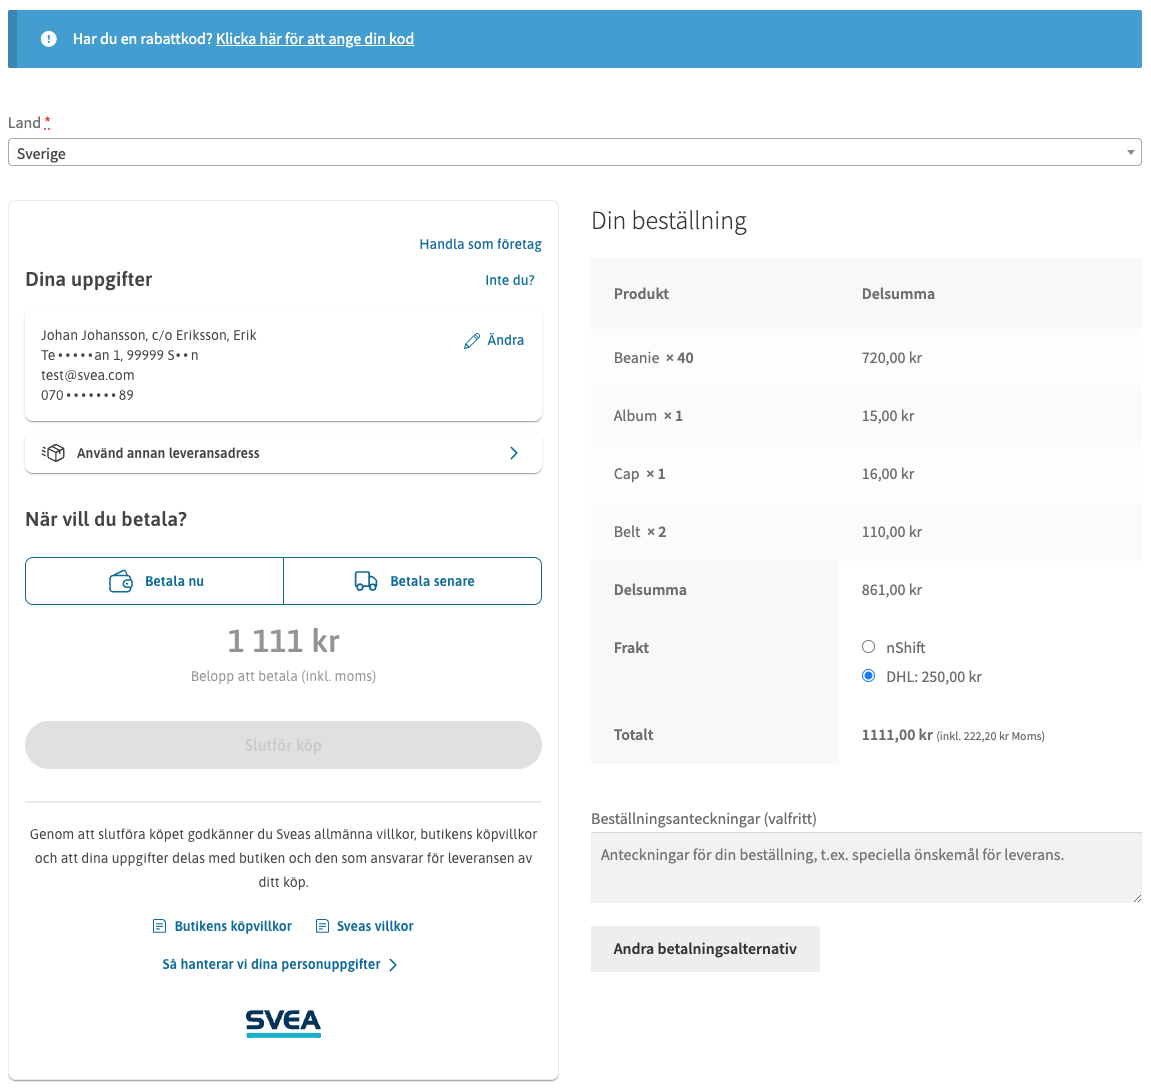 Har du en rabattkod? Klicka här för att ange din kod
Land *
Sverige
Handla som företag
Dina uppgifter
Inte du?
Johan Johansson, c/o Eriksson, Erik
Te•••••an 1, 99999 S••n
test@svea.com
070•••••••89
Ändra
Använd annan leveransadress
När vill du betala?
Betala nu
Betala senare
1 111 kr
Belopp att betala (inkl. moms)
Slutför köp
Genom att slutföra köpet godkänner du Sveas allmänna villkor, butikens köpvillkor
och att dina uppgifter delas med butiken och den som ansvarar för leveransen av
ditt köp.
Butikens köpvillkor
Sveas villkor
Så hanterar vi dina personuppgifter
SVEA
Din beställning
Produkt Delsumma
Beanie × 40 720,00 kr
Album × 1 15,00 kr
Cap × 1 16,00 kr
Belt × 2 110,00 kr
Delsumma 861,00 kr
Frakt nShift
DHL: 250,00 kr
Totalt 1111,00 kr (inkl. 222,20 kr Moms)
Beställningsanteckningar (valfritt)
Anteckningar för din beställning, t.ex. speciella önskemål för leverans.
Andra betalningsalternativ